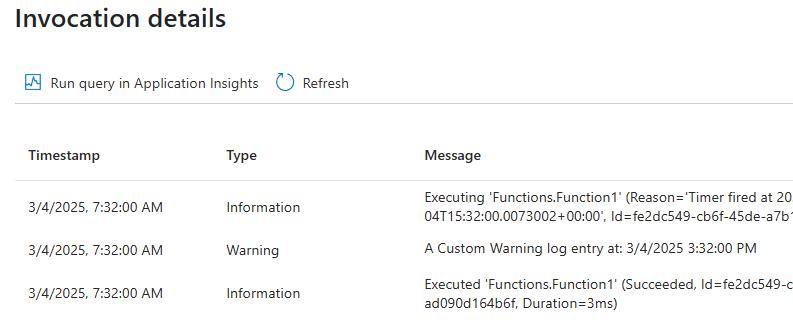 Invocation details
Run query in Application Insights Refresh
Timestamp Type Message
3/4/2025, 7:32:00 AM Information Executing 'Functions.Function1' (Reason='Timer fired at 20
04T15:32:00.0073002+00:00', Id=fe2dc549-cb6f-45de-a7b1
3/4/2025, 7:32:00 AM Warning A Custom Warning log entry at: 3/4/2025 3:32:00 PM
3/4/2025, 7:32:00 AM Information Executed 'Functions.Function1' (Succeeded, Id=fe2dc549-c
ad090d164b6f, Duration=3ms)